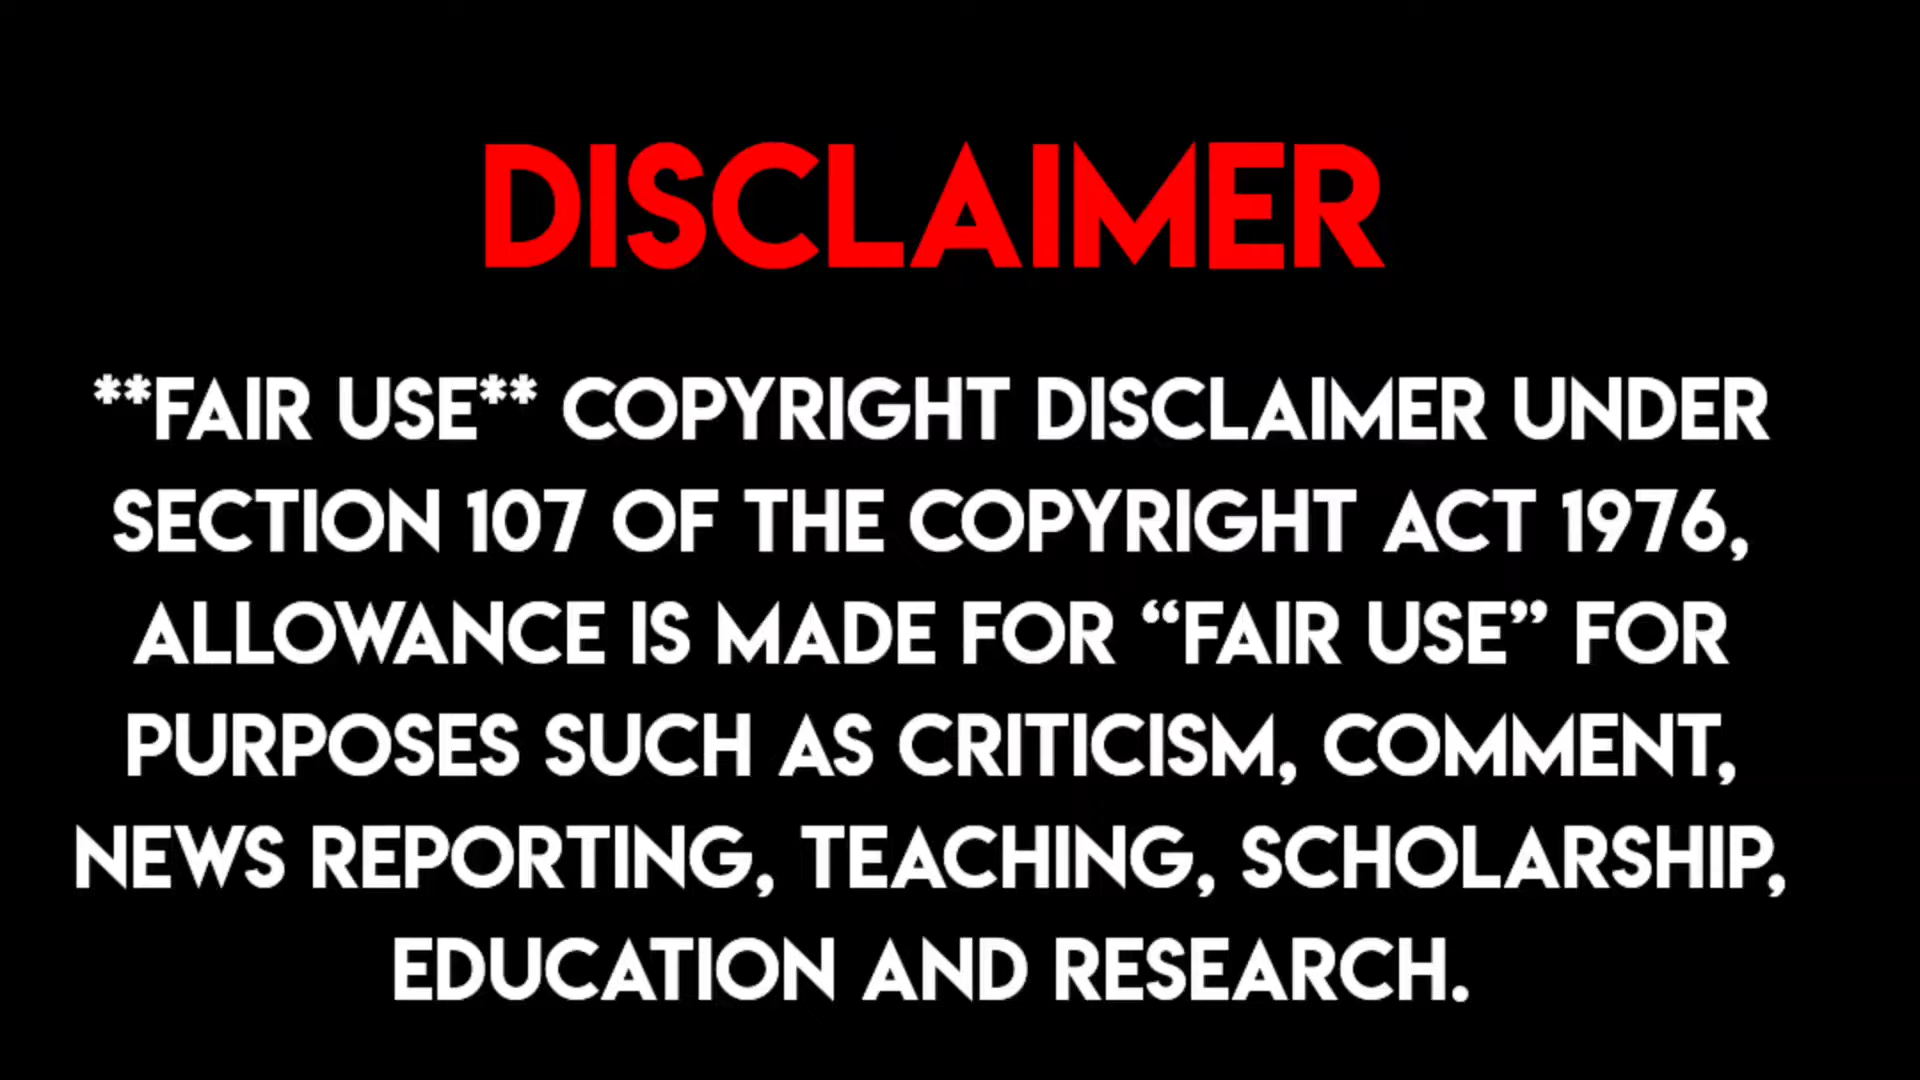 DISCLAIMER
**FAIR USE** COPYRIGHT DISCLAIMER UNDER
SECTION 107 OF THE COPYRIGHT ACT 1976,
ALLOWANCE IS MADE FOR “FAIR USE” FOR
PURPOSES SUCH AS CRITICISM, COMMENT,
NEWS REPORTING, TEACHING, SCHOLARSHIP,
EDUCATION AND RESEARCH.